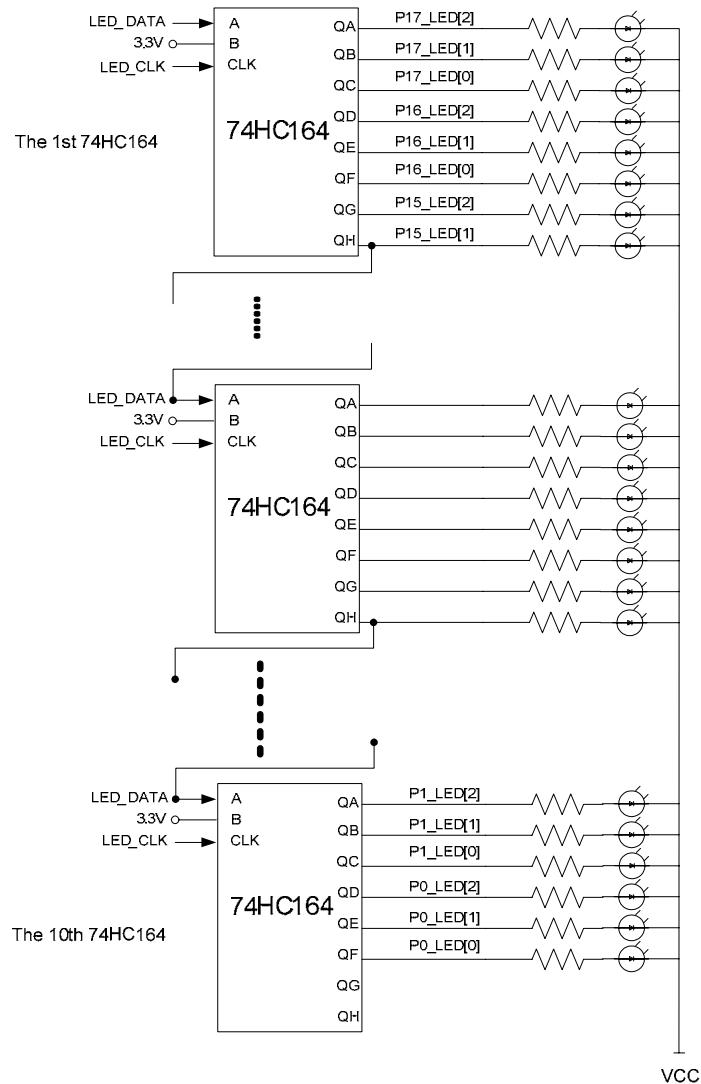 LED_DATA
3.3V
LED_CLK
A
B
CLK
74HC164
The 1st 74HC164
QA
QB
QC
QD
QE
QF
QG
QH
P17_LED[2]
P17_LED[1]
P17_LED[0]
P16_LED[2]
P16_LED[1]
P16_LED[0]
P15_LED[2]
P15_LED[1]
LED_DATA
3.3V
LED_CLK
A
B
CLK
74HC164
QA
QB
QC
QD
QE
QF
QG
QH
LED_DATA
3.3V
LED_CLK
A
B
CLK
74HC164
The 10th 74HC164
QA
QB
QC
QD
QE
QF
QG
QH
P1_LED[2]
P1_LED[1]
P1_LED[0]
P0_LED[2]
P0_LED[1]
P0_LED[0]
VCC